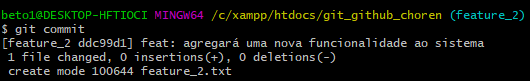 beto1@DESKTOP-HFTIOCI MINGW64 /c/xampp/htdocs/git_github_choren (feature_2)
$ git commit
[feature_2 ddc99d1] feat: agregará uma nova funcionalidade ao sistema
1 file changed, 0 insertions(+), 0 deletions(-)
create mode 100644 feature_2.txt